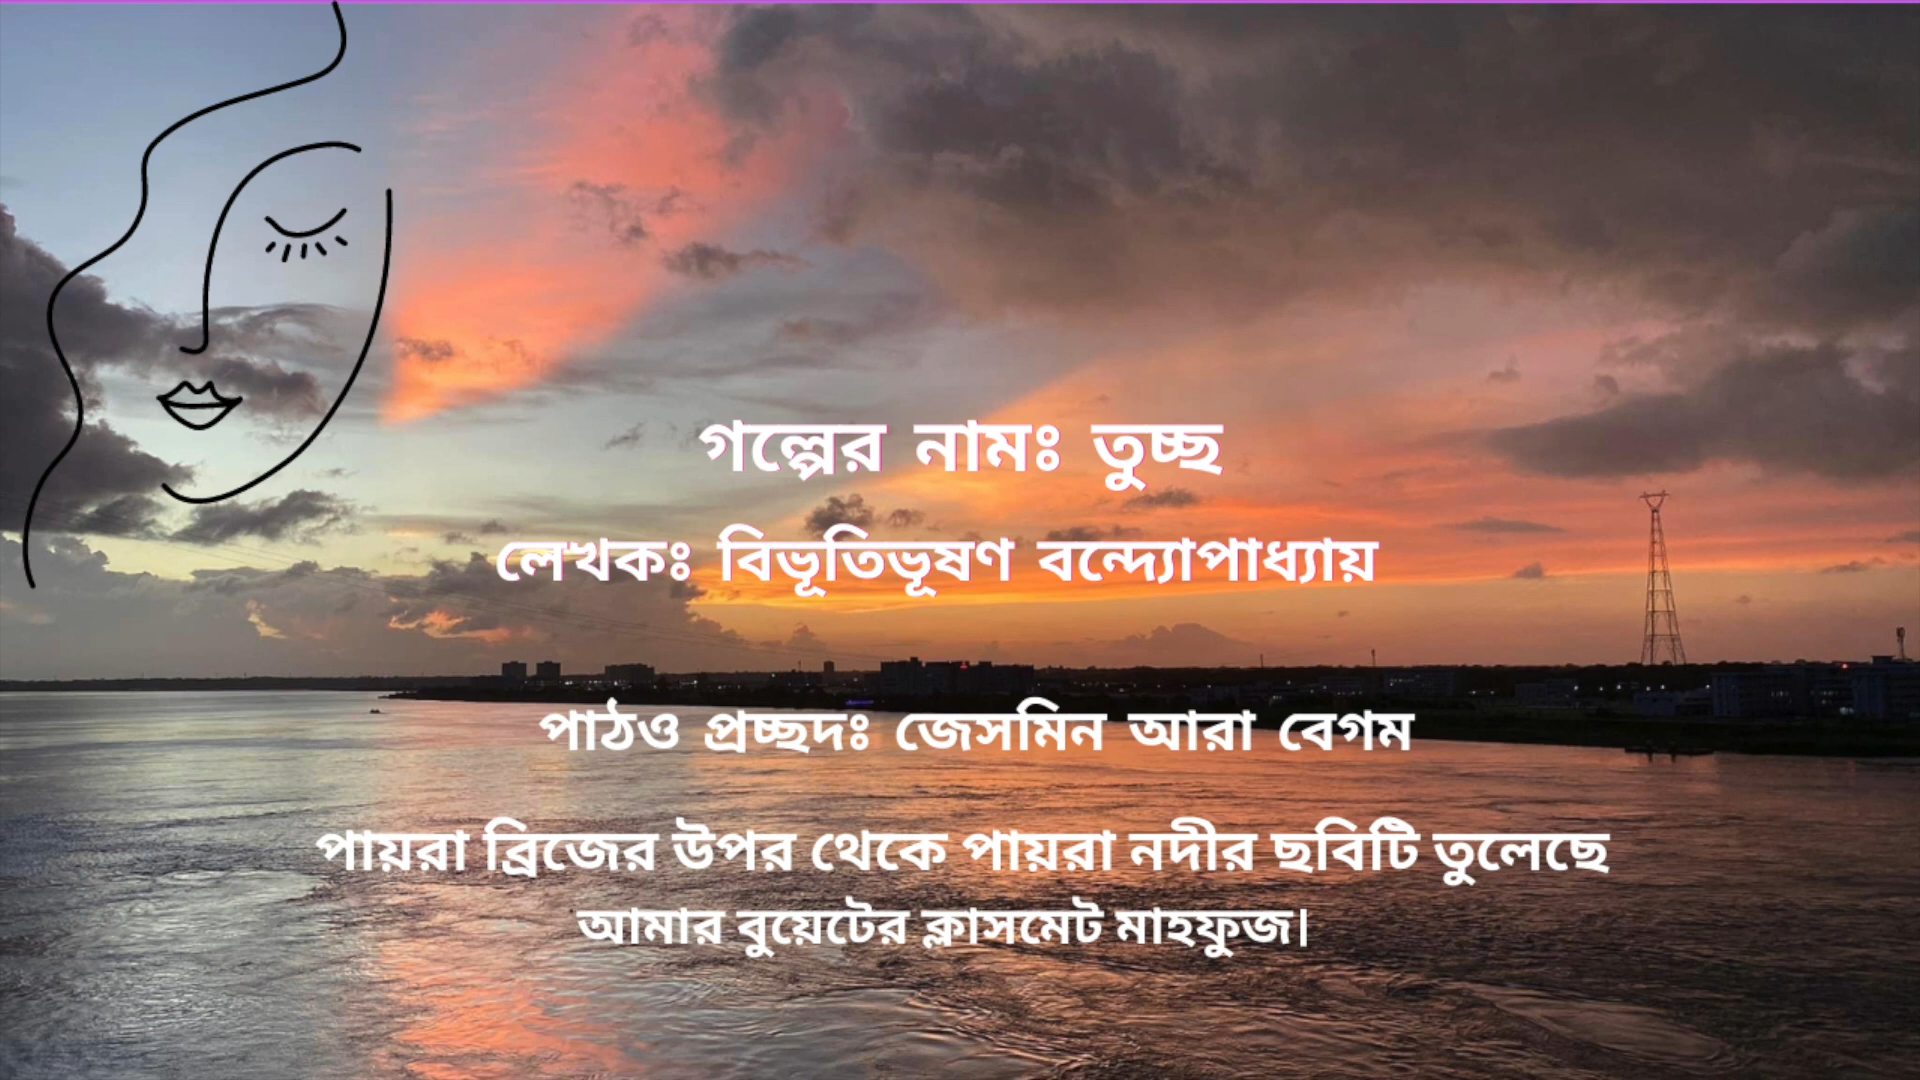 গল্পের নামঃ তুচ্ছ
লেখকঃ বিভূতিভূষণ বন্দ্যোপাধ্যায়
পাঠও প্রচ্ছদঃ জেসমিন আরা বেগম
পায়রা ব্রিজের উপর থেকে পায়রা নদীর ছবিটি তুলেছে
আমার বুয়েটের ক্লাসমেট মাহফুজ।